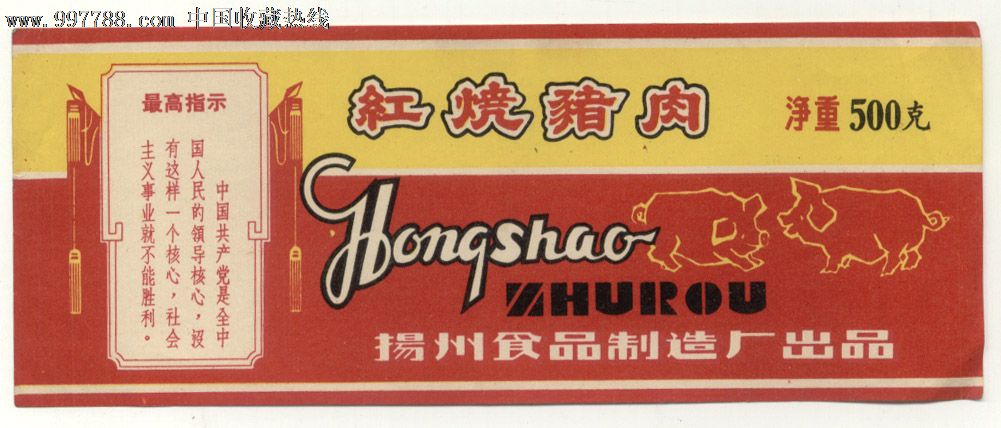 www.997788.com 中国收藏热线
最高指示
中国共产党是全中
国人民的領导核心，沒
有这样一个核心，社会
主义事业就不能胜利。
紅燒豬肉
淨重 500克
Hongshao
ZHUROU
揚州食品制造厂出品